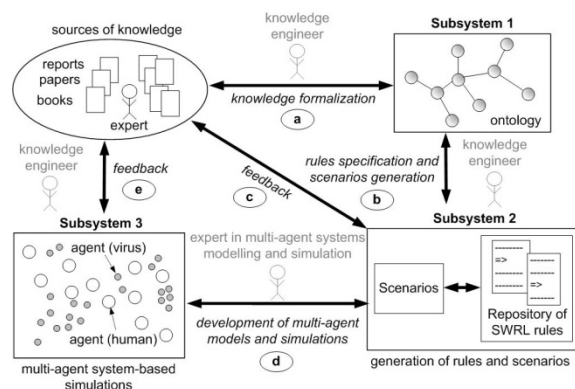 sources of knowledge
reports
papers
books
expert
knowledge
engineer
knowledge formalization
a
Subsystem 1
ontology
knowledge
engineer
feedback
e
feedback
c
rules specification and
scenarios generation
b
knowledge
engineer
Subsystem 3
agent (virus)
agent (human)
multi-agent system-based
simulations
expert in multi-agent systems
modelling and simulation
development of multi-agent
models and simulations
d
Subsystem 2
Scenarios
--------
=>
--------
--------
--------
=>
--------
Repository of
SWRL rules
generation of rules and scenarios